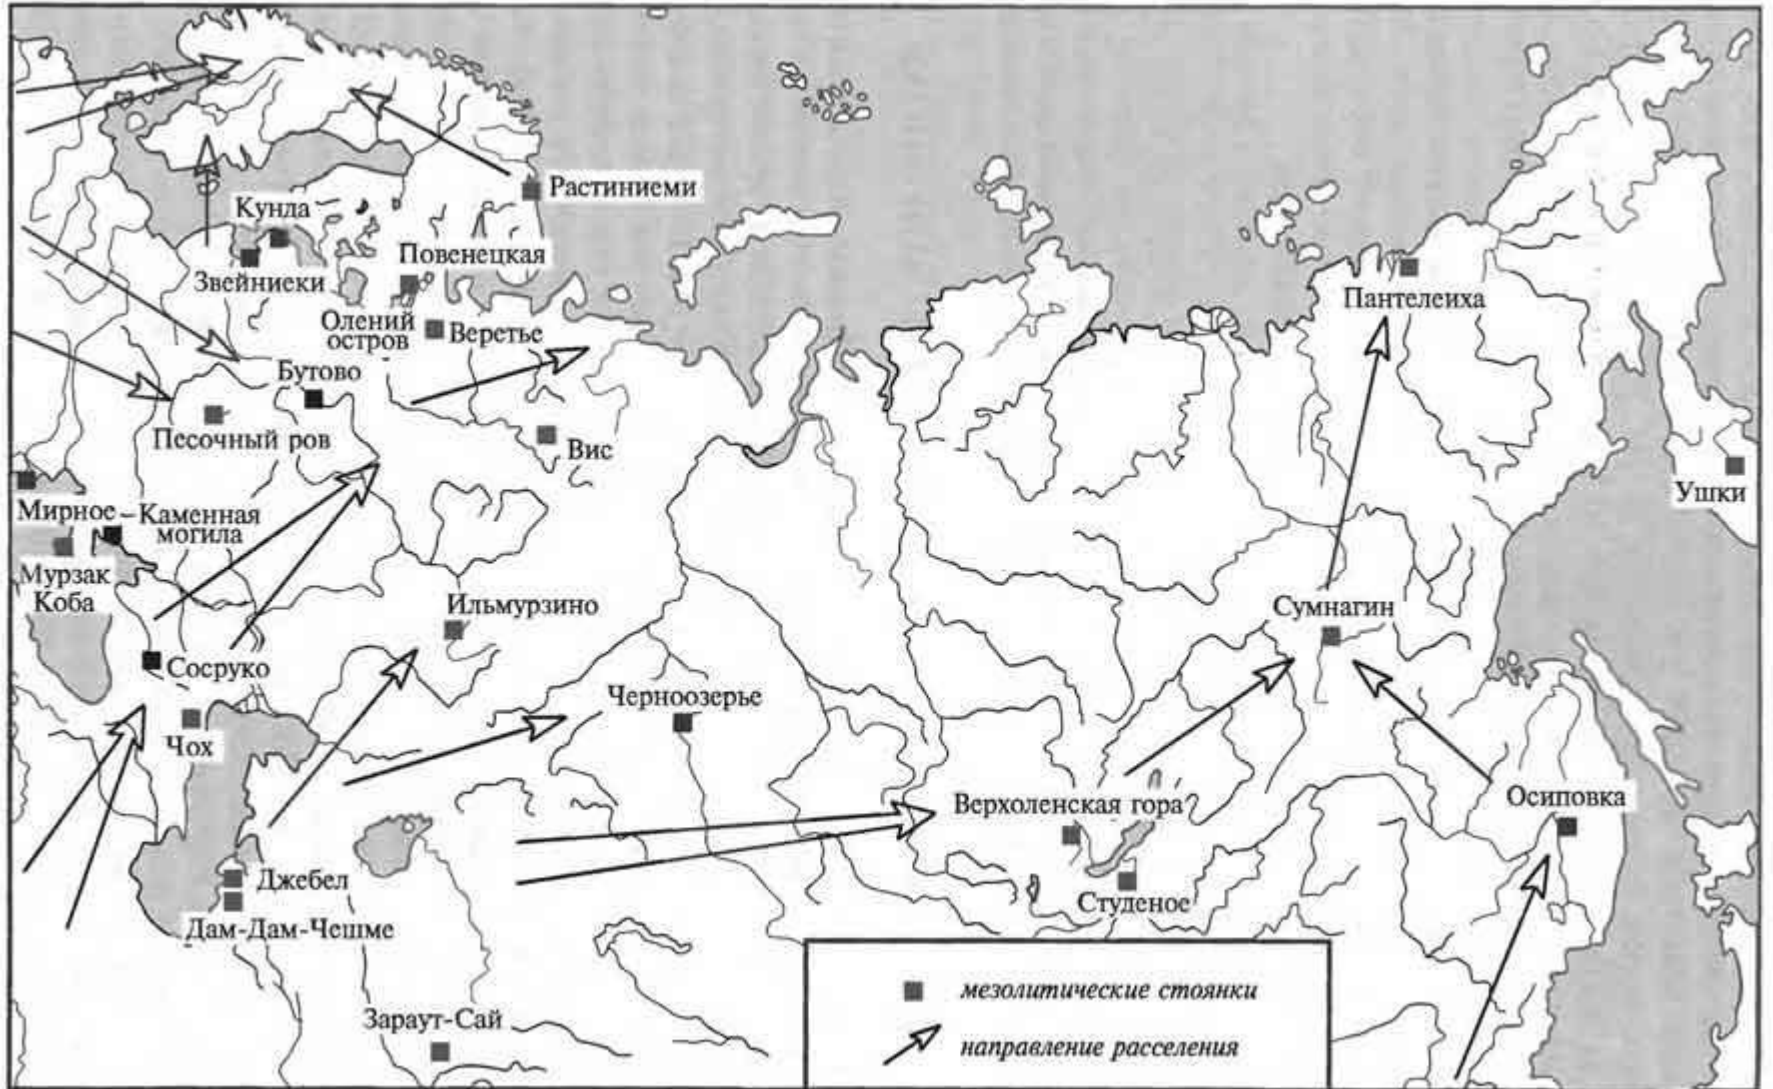 Растиниеми
Кунда
Повенецкая
Звейниеки
Пантелеиха
Олений
остров
Веретье
Бутово
Песочный ров
Вис
Ушки
Мирное
Каменная
могила
Мурзак
Коба
Ильмурзино
Сумнагин
Сосруко
Черноозерье
Чох
Верхоленская гора
Осиповка
Джебел
Студеное
Дам-Дам-Чешме
Зараут-Сай
мезолитические стоянки
направление расселения